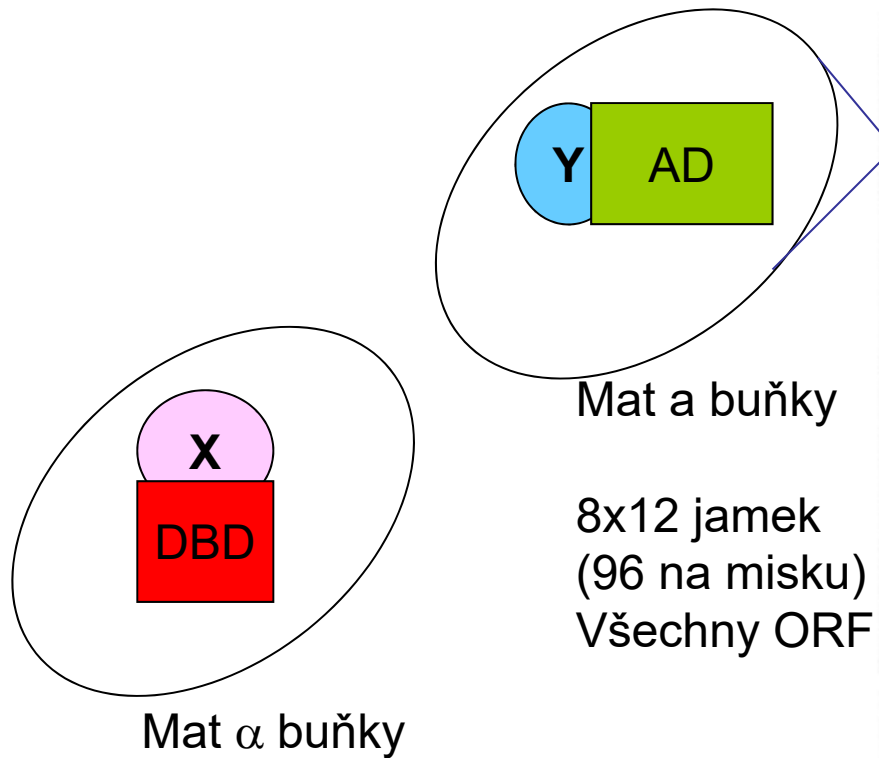 Y
AD
Mat a buňky
X
DBD
8x12 jamek
(96 na misku)
Všechny ORF
Mat α buňky